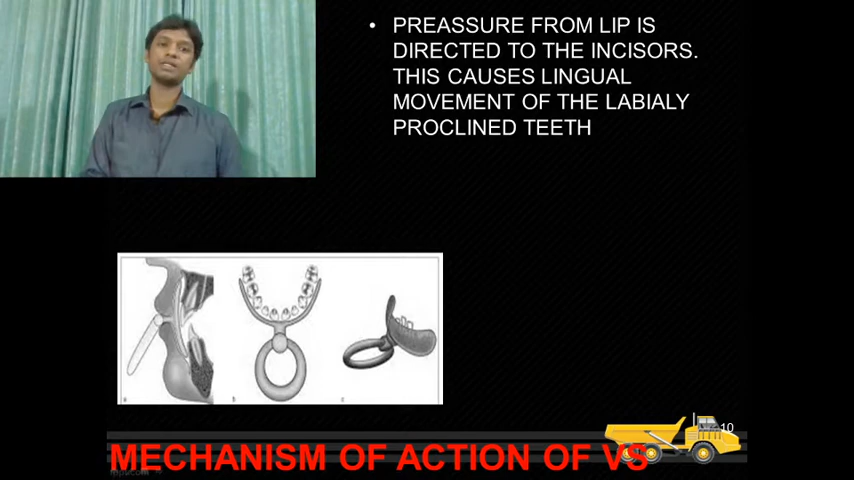 • PREASSURE FROM LIP IS
DIRECTED TO THE INCISORS.
THIS CAUSES LINGUAL
MOVEMENT OF THE LABIALY
PROCLINED TEETH
a b c
10
MECHANISM OF ACTION OF VS